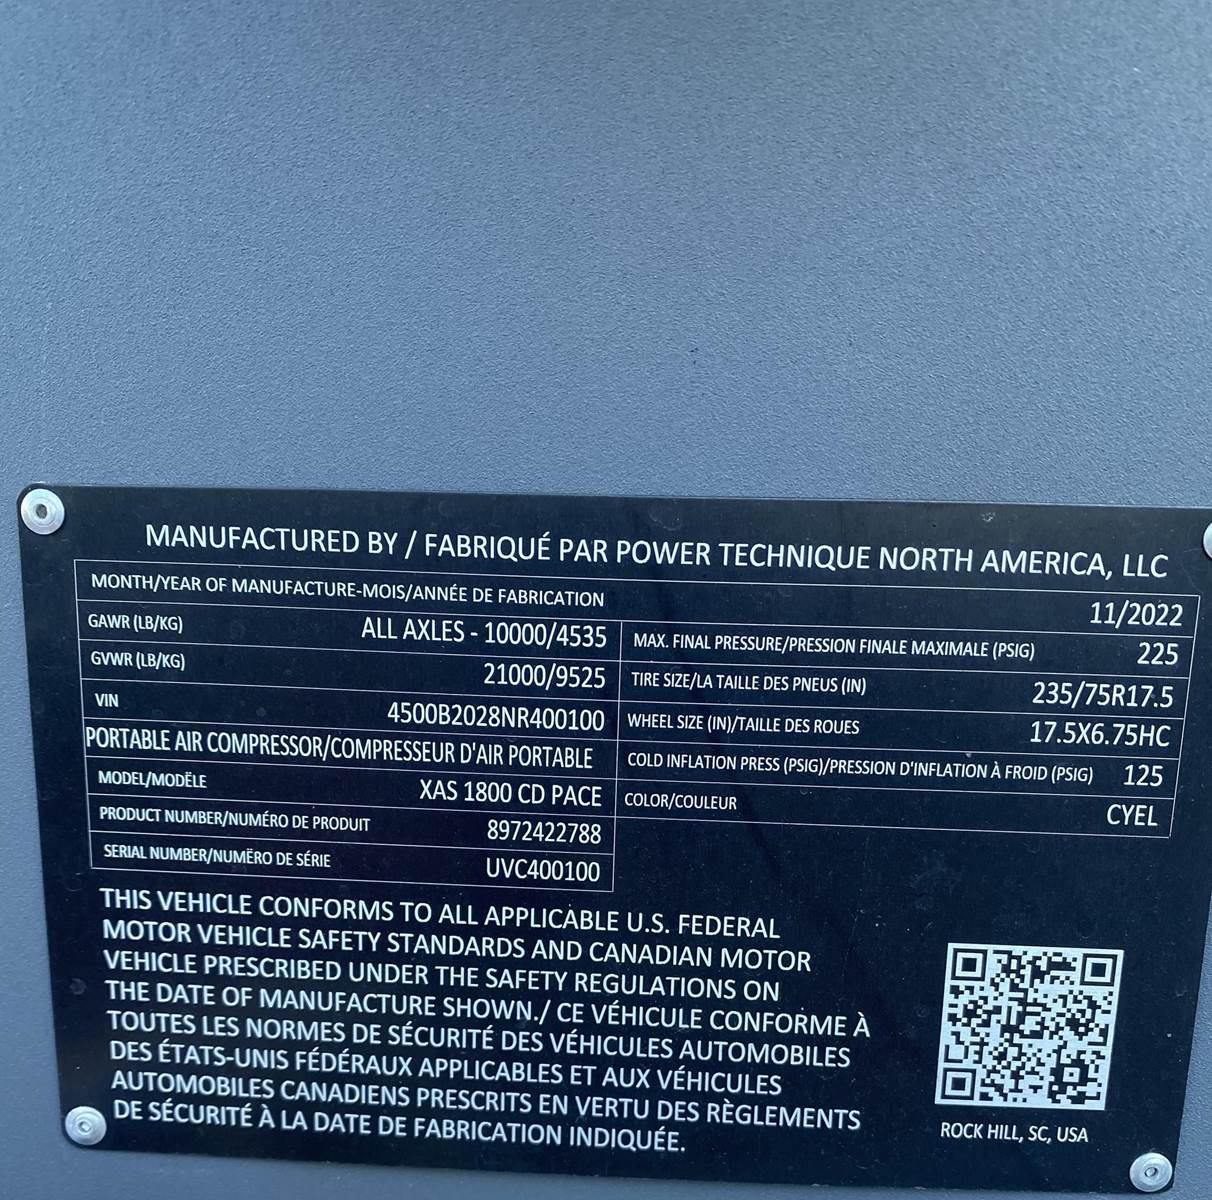 MANUFACTURED BY / FABRIQUÉ PAR POWER TECHNIQUE NORTH AMERICA, LLC
MONTH/YEAR OF MANUFACTURE-MOIS/ANNÉE DE FABRICATION 11/2022
GAWR (LB/KG) ALL AXLES - 10000/4535
GVWR (LB/KG) 21000/9525
VIN 4500B2028NR400100
PORTABLE AIR COMPRESSOR/COMPRESSEUR D'AIR PORTABLE
MODEL/MODËLE XAS 1800 CD PACE
PRODUCT NUMBER/NUMÉRO DE PRODUIT 8972422788
SERIAL NUMBER/NUMËRO DE SÉRIE UVC400100
MAX. FINAL PRESSURE/PRESSION FINALE MAXIMALE (PSIG) 225
TIRE SIZE/LA TAILLE DES PNEUS (IN) 235/75R17.5
WHEEL SIZE (IN)/TAILLE DES ROUES 17.5X6.75HC
COLD INFLATION PRESS (PSIG)/PRESSION D'INFLATION À FROID (PSIG) 125
COLOR/COULEUR CYEL
THIS VEHICLE CONFORMS TO ALL APPLICABLE U.S. FEDERAL
MOTOR VEHICLE SAFETY STANDARDS AND CANADIAN MOTOR
VEHICLE PRESCRIBED UNDER THE SAFETY REGULATIONS ON
THE DATE OF MANUFACTURE SHOWN./ CE VÉHICULE CONFORME À
TOUTES LES NORMES DE SÉCURITÉ DES VÉHICULES AUTOMOBILES
DES ÉTATS-UNIS FÉDÉRAUX APPLICABLES ET AUX VÉHICULES
AUTOMOBILES CANADIENS PRESCRITS EN VERTU DES RÈGLEMENTS
DE SÉCURITÉ À LA DATE DE FABRICATION INDIQUÉE.
ROCK HILL, SC, USA